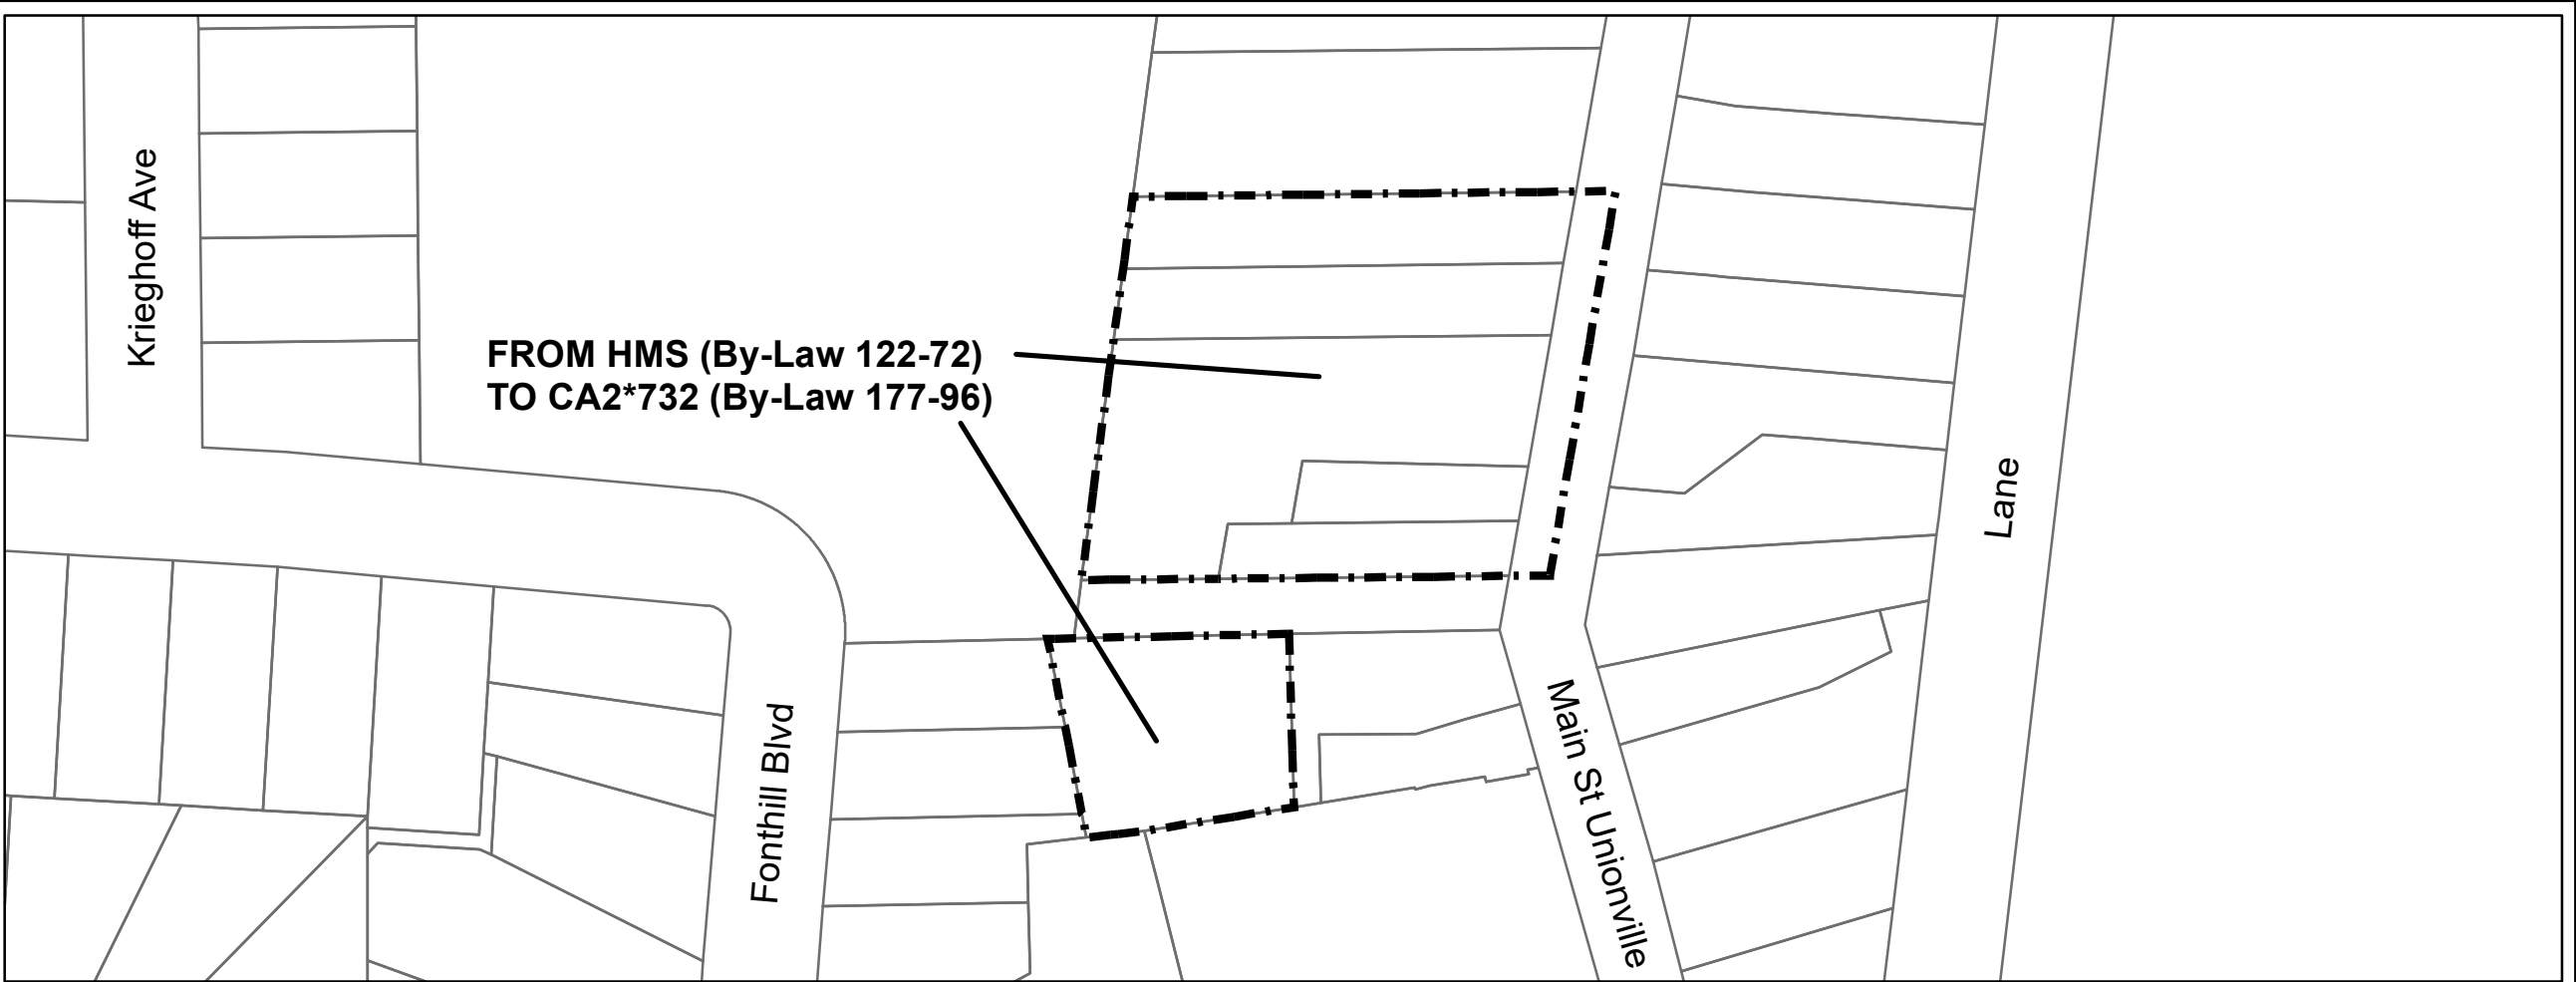 Krieghoff Ave
FROM HMS (By-Law 122-72)
TO CA2*732 (By-Law 177-96)
Lane
Fonthill Blvd
Main St Unionville